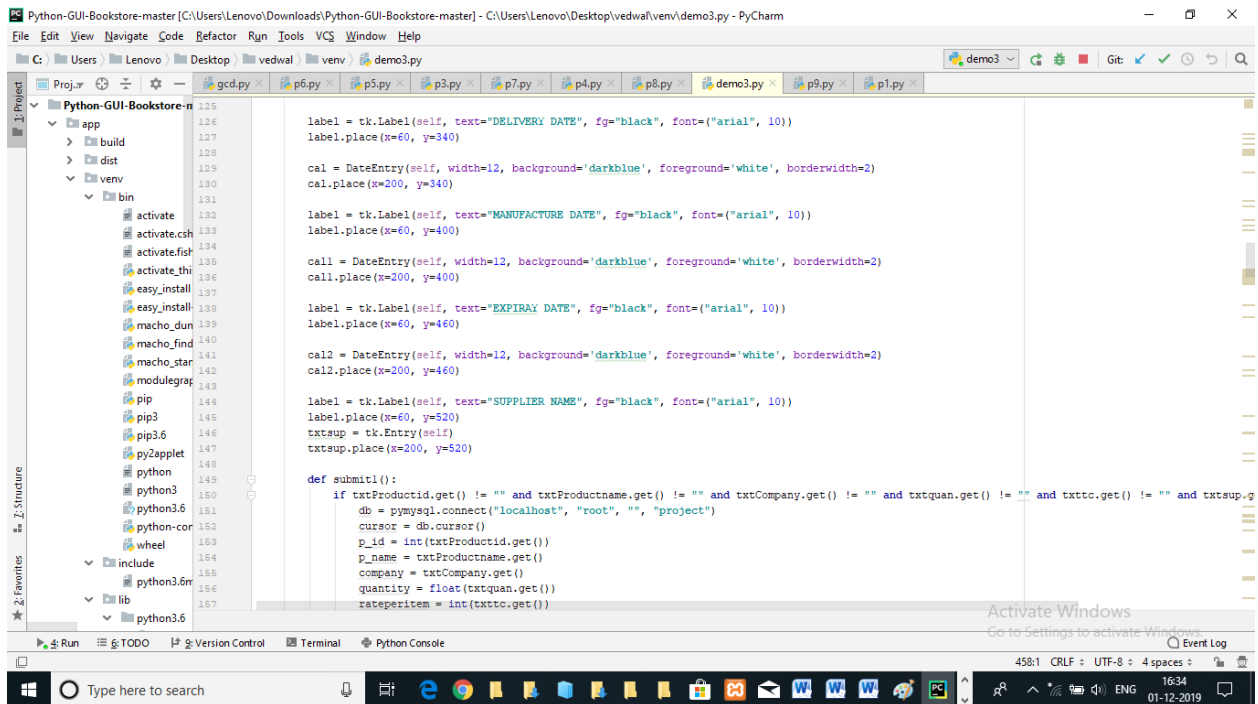 Python-GUI-Bookstore-master [C:\Users\Lenovo\Downloads\Python-GUI-Bookstore-master] - C:\Users\Lenovo\Desktop\vedwal\venv\demo3.py - PyCharm
File Edit View Navigate Code Refactor Run Tools VCS Window Help
C: Users Lenovo Desktop vedwal venv demo3.py demo3 Git:
Proj... gcd.py p6.py p5.py p3.py p7.py p4.py p8.py demo3.py p9.py p1.py
1: Project
Python-GUI-Bookstore-m
app
build
dist
venv
bin
activate
activate.csh
activate.fish
activate_thi
easy_install
easy_install-
macho_dun
macho_find
macho_star
modulegrap
pip
pip3
pip3.6
py2applet
python
python3
python3.6
python-cor
wheel
include
python3.6m
lib
python3.6
7: Structure
2: Favorites
125
126 label = tk.Label(self, text="DELIVERY DATE", fg="black", font=("arial", 10))
127 label.place(x=60, y=340)
128
129 cal = DateEntry(self, width=12, background='darkblue', foreground='white', borderwidth=2)
130 cal.place(x=200, y=340)
131
132 label = tk.Label(self, text="MANUFACTURE DATE", fg="black", font=("arial", 10))
133 label.place(x=60, y=400)
134
135 cal1 = DateEntry(self, width=12, background='darkblue', foreground='white', borderwidth=2)
136 cal1.place(x=200, y=400)
137
138 label = tk.Label(self, text="EXPIRAY DATE", fg="black", font=("arial", 10))
139 label.place(x=60, y=460)
140
141 cal2 = DateEntry(self, width=12, background='darkblue', foreground='white', borderwidth=2)
142 cal2.place(x=200, y=460)
143
144 label = tk.Label(self, text="SUPPLIER NAME", fg="black", font=("arial", 10))
145 label.place(x=60, y=520)
146 txtsup = tk.Entry(self)
147 txtsup.place(x=200, y=520)
148
149 def submit1():
150 if txtProductid.get() != "" and txtProductname.get() != "" and txtCompany.get() != "" and txtquan.get() != "" and txttc.get() != "" and txtsup.g
151 db = pymysql.connect("localhost", "root", "", "project")
152 cursor = db.cursor()
153 p_id = int(txtProductid.get())
154 p_name = txtProductname.get()
155 company = txtCompany.get()
156 quantity = float(txtquan.get())
157 rateperitem = int(txttc.get())
Activate Windows
Go to Settings to activate Windows.
4: Run 6: TODO 9: Version Control Terminal Python Console Event Log
458:1 CRLF UTF-8 4 spaces
Type here to search
ENG 16:34
01-12-2019